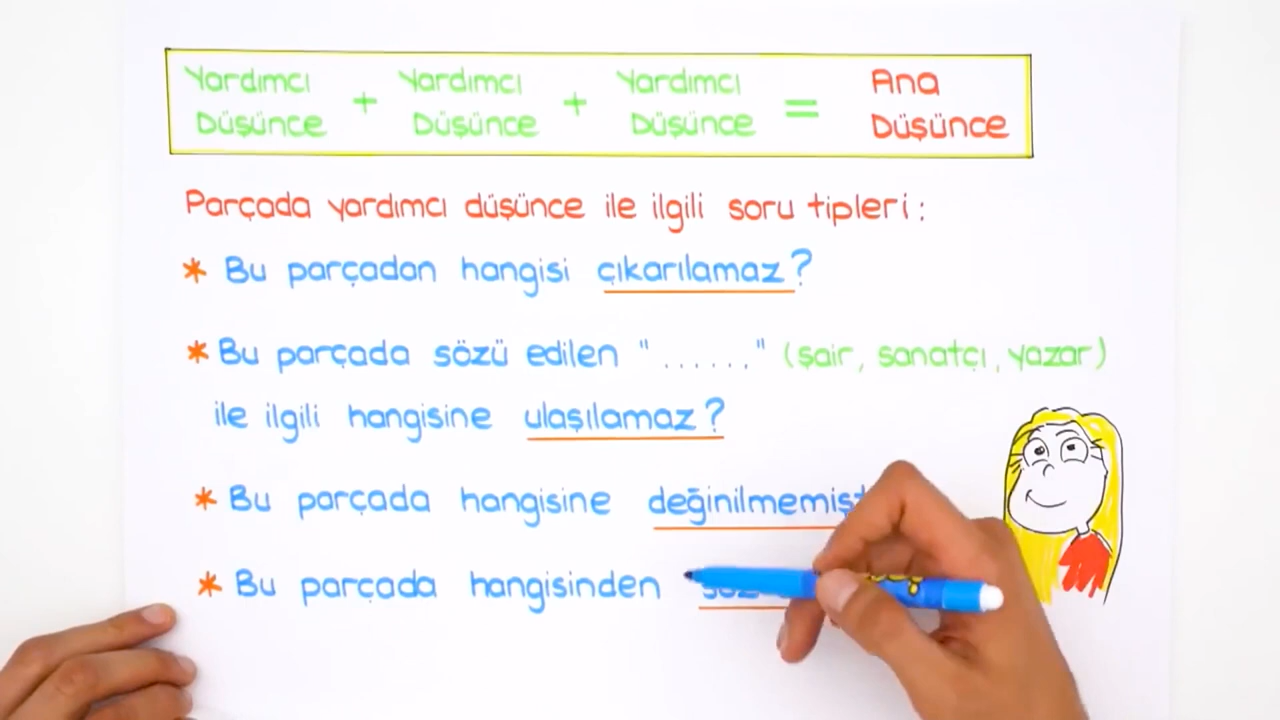 Yardımcı Düşünce + Yardımcı Düşünce + Yardımcı Düşünce = Ana Düşünce
Parçada yardımcı düşünce ile ilgili soru tipleri:
* Bu parçadan hangisi çıkarılamaz?
* Bu parçada sözü edilen "......" (şair, sanatçı, yazar)
ile ilgili hangisine ulaşılamaz?
* Bu parçada hangisine
* Bu parçada hangisinden